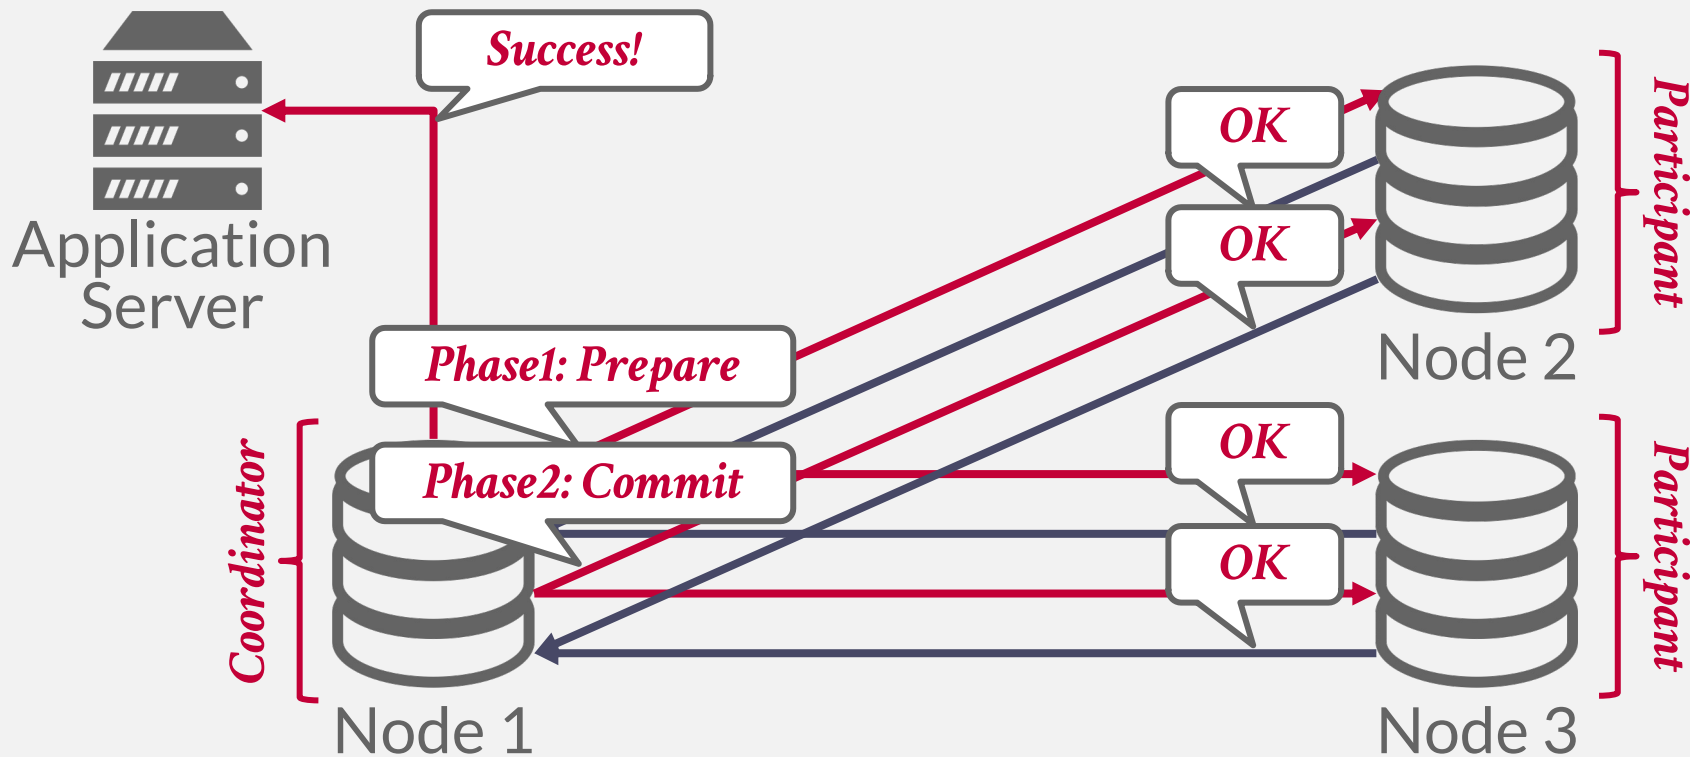 Success!
OK
Participant
Application
Server
OK
Phase1: Prepare
Node 2
Coordinator
Phase2: Commit
OK
Participant
OK
Node 1
Node 3